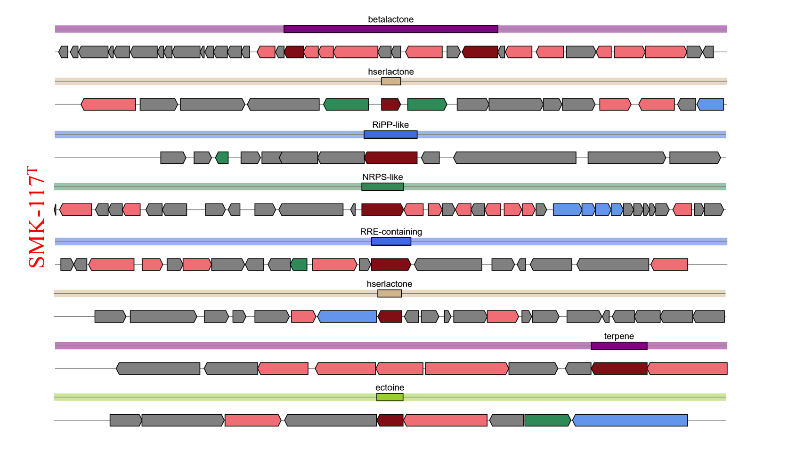 betalactone
hserlactone
RiPP-like
SMK-117ᵀ
NRPS-like
RRE-containing
hserlactone
terpene
ectoine